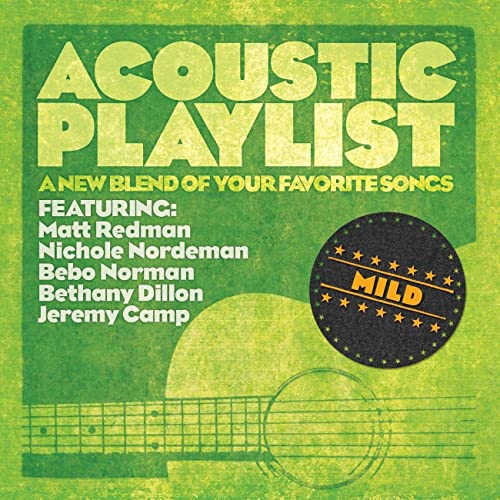 ACOUSTIC
PLAYLIST
A NEW BLEND OF YOUR FAVORITE SONGS
FEATURING:
Matt Redman
Nichole Nordeman
Bebo Norman
Bethany Dillon
Jeremy Camp
MILD